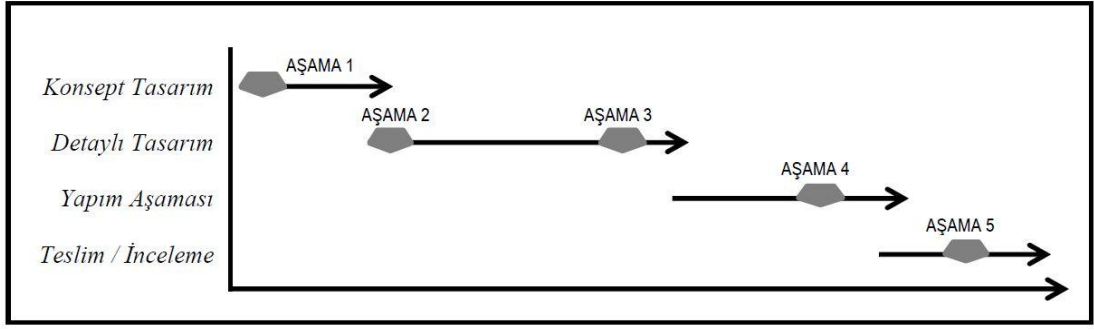 AŞAMA 1
Konsept Tasarım
AŞAMA 2
AŞAMA 3
Detaylı Tasarım
AŞAMA 4
Yapım Aşaması
AŞAMA 5
Teslim / İnceleme